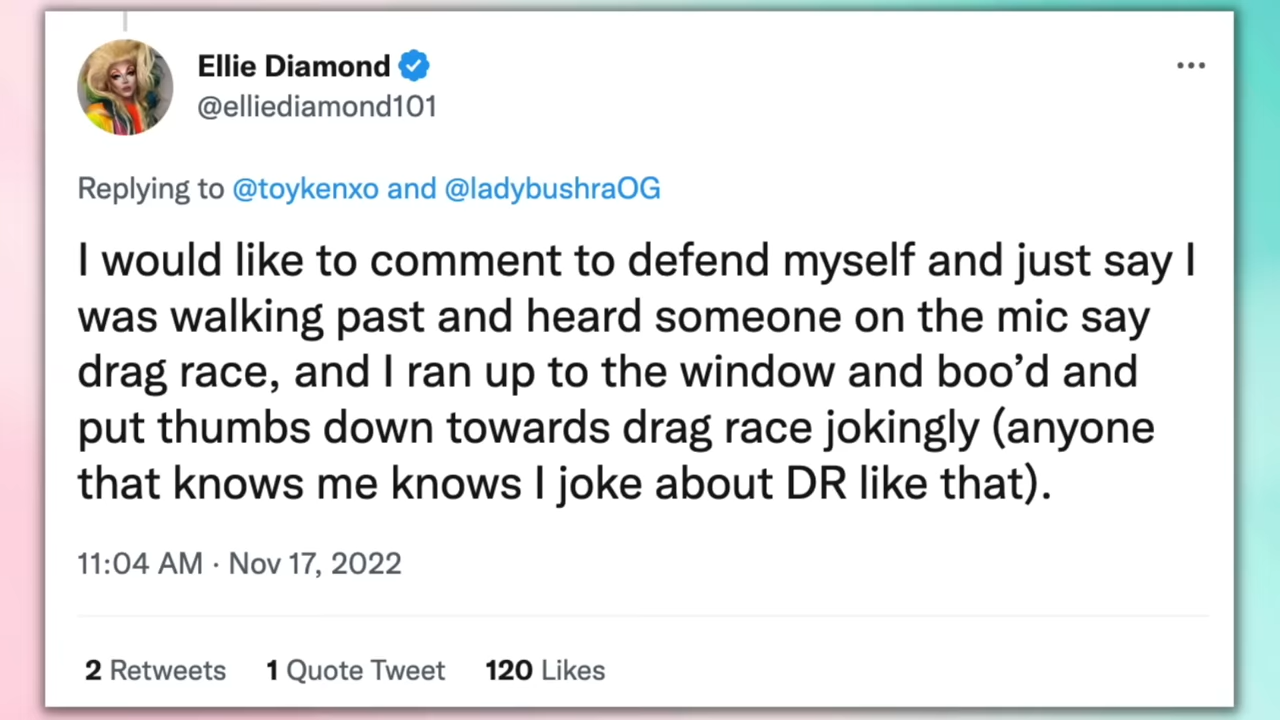 Ellie Diamond
@elliediamond101
Replying to @toykenxo and @ladybushraOG
I would like to comment to defend myself and just say I
was walking past and heard someone on the mic say
drag race, and I ran up to the window and boo’d and
put thumbs down towards drag race jokingly (anyone
that knows me knows I joke about DR like that).
11:04 AM · Nov 17, 2022
2 Retweets 1 Quote Tweet 120 Likes